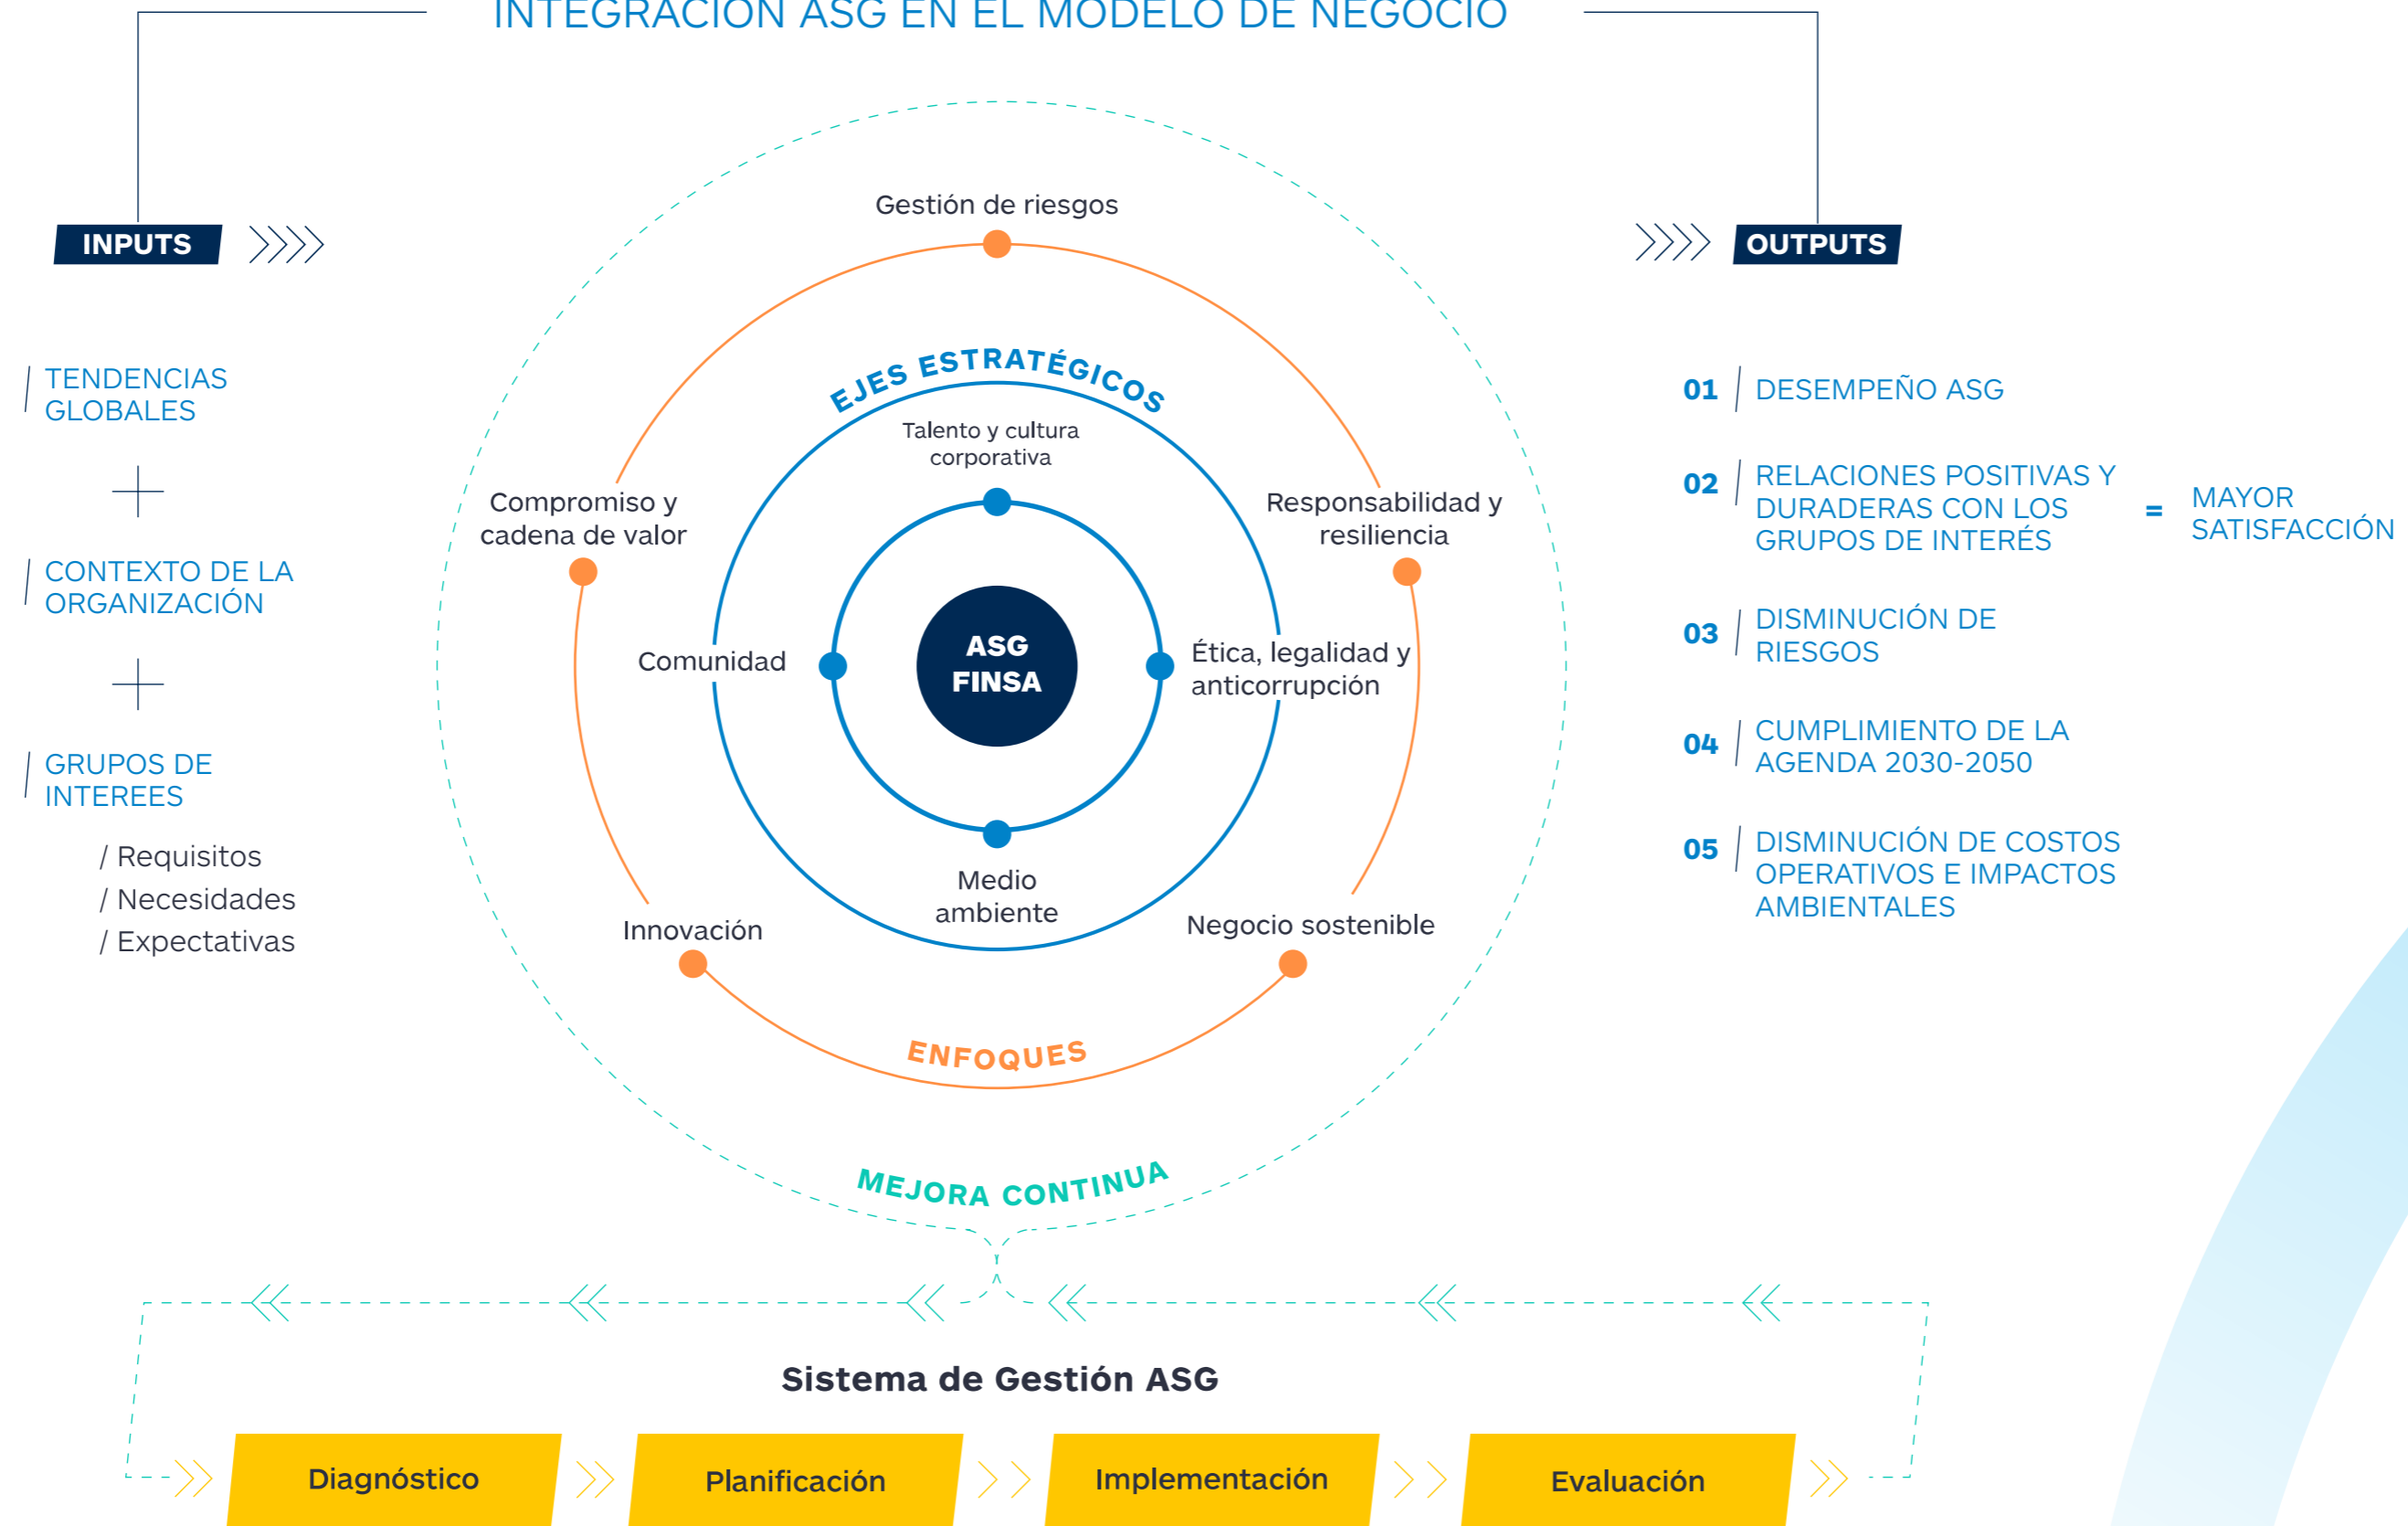 INTEGRACIÓN ASG EN EL MODELO DE NEGOCIO
INPUTS
TENDENCIAS
GLOBALES
CONTEXTO DE LA
ORGANIZACIÓN
GRUPOS DE
INTEREES
/ Requisitos
/ Necesidades
/ Expectativas
Gestión de riesgos
EJES ESTRATÉGICOS
Talento y cultura
corporativa
Compromiso y
cadena de valor
Responsabilidad y
resiliencia
Comunidad
ASG
FINSA
Ética, legalidad y
anticorrupción
Medio
ambiente
Innovación
Negocio sostenible
ENFOQUES
MEJORA CONTINUA
OUTPUTS
01 DESEMPEÑO ASG
02 RELACIONES POSITIVAS Y
DURADERAS CON LOS
GRUPOS DE INTERÉS
= MAYOR
SATISFACCIÓN
03 DISMINUCIÓN DE
RIESGOS
04 CUMPLIMIENTO DE LA
AGENDA 2030-2050
05 DISMINUCIÓN DE COSTOS
OPERATIVOS E IMPACTOS
AMBIENTALES
Sistema de Gestión ASG
Diagnóstico
Planificación
Implementación
Evaluación